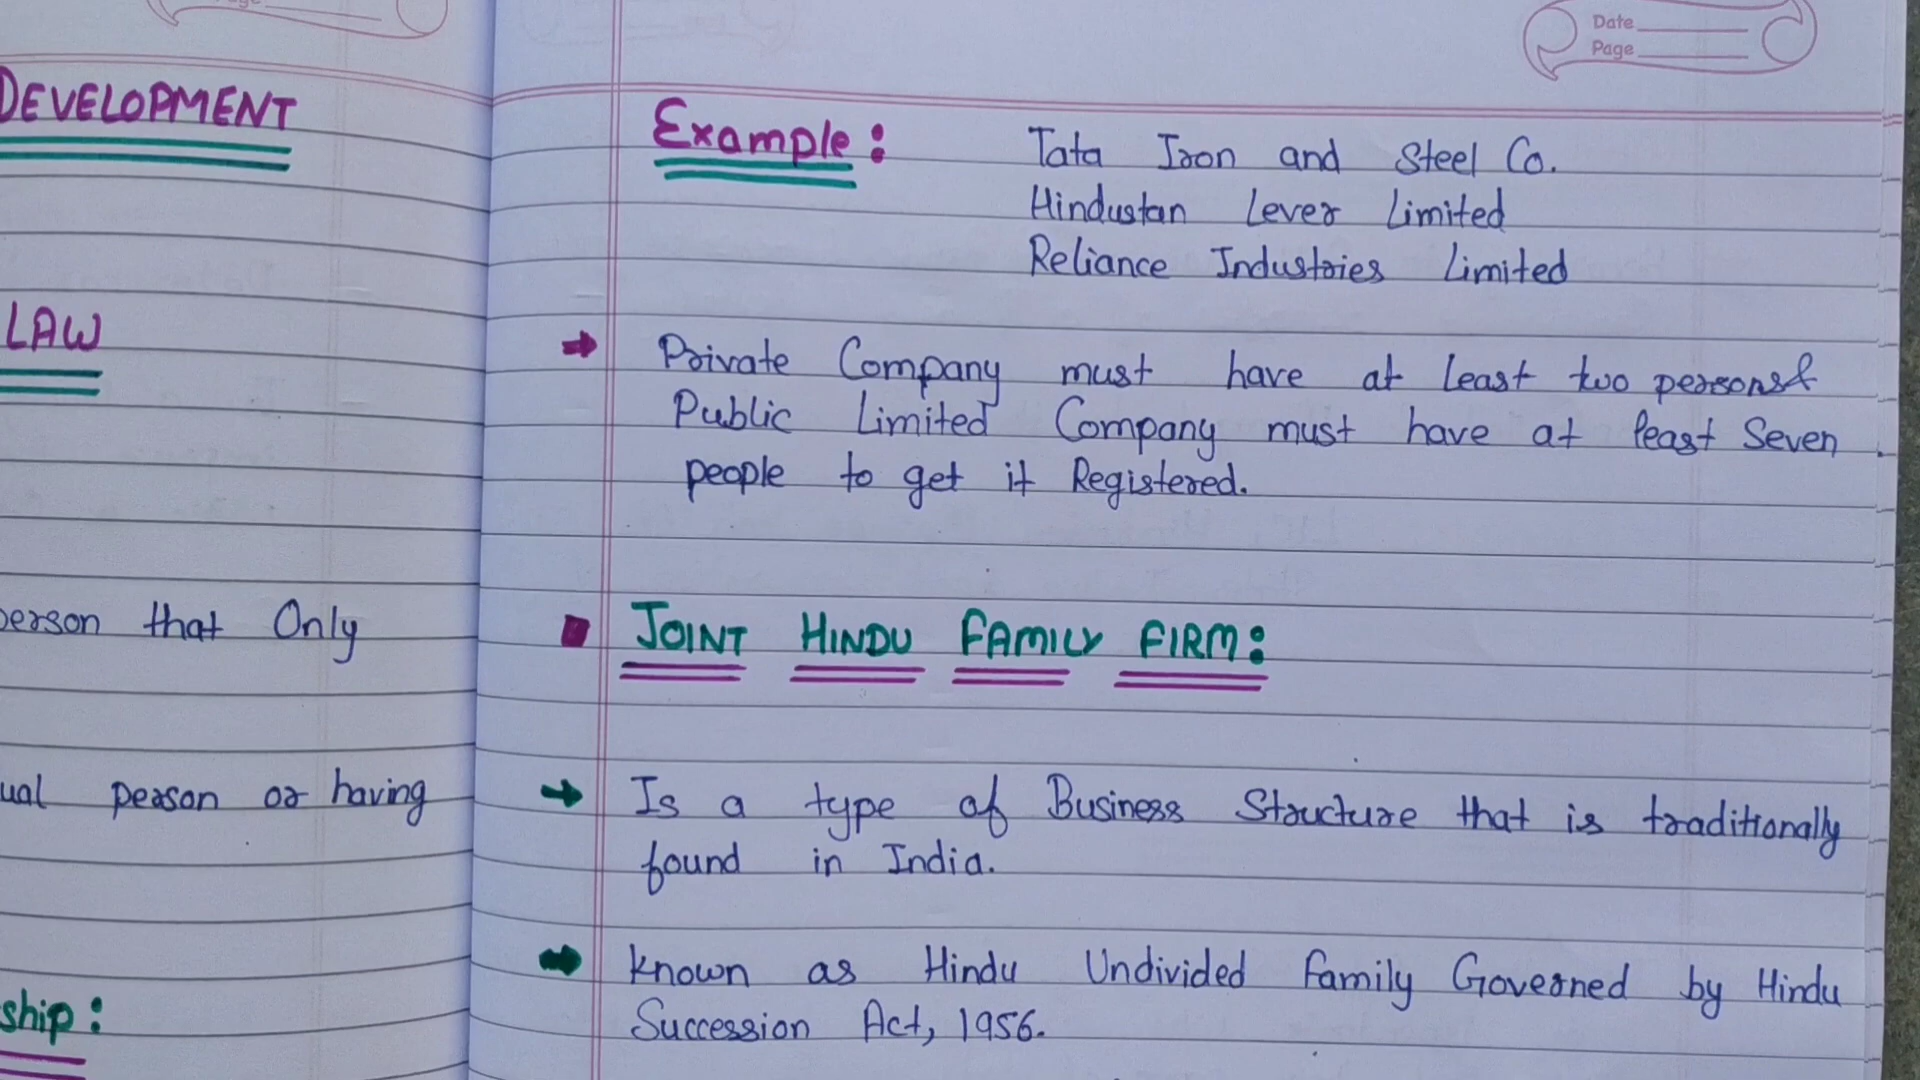 DEVELOPMENT
LAW
person that Only
ual person or having
ship:
Date
Page
Example: Tata Iron and Steel Co.
Hindustan Lever Limited
Reliance Industries Limited
Private Company must have at least two persons &
Public Limited Company must have at least Seven
people to get it Registered.
JOINT HINDU FAMILY FIRM:
Is a type of Business Structure that is traditionally
found in India.
Known as Hindu Undivided Family Governed by Hindu
Succession Act, 1956.